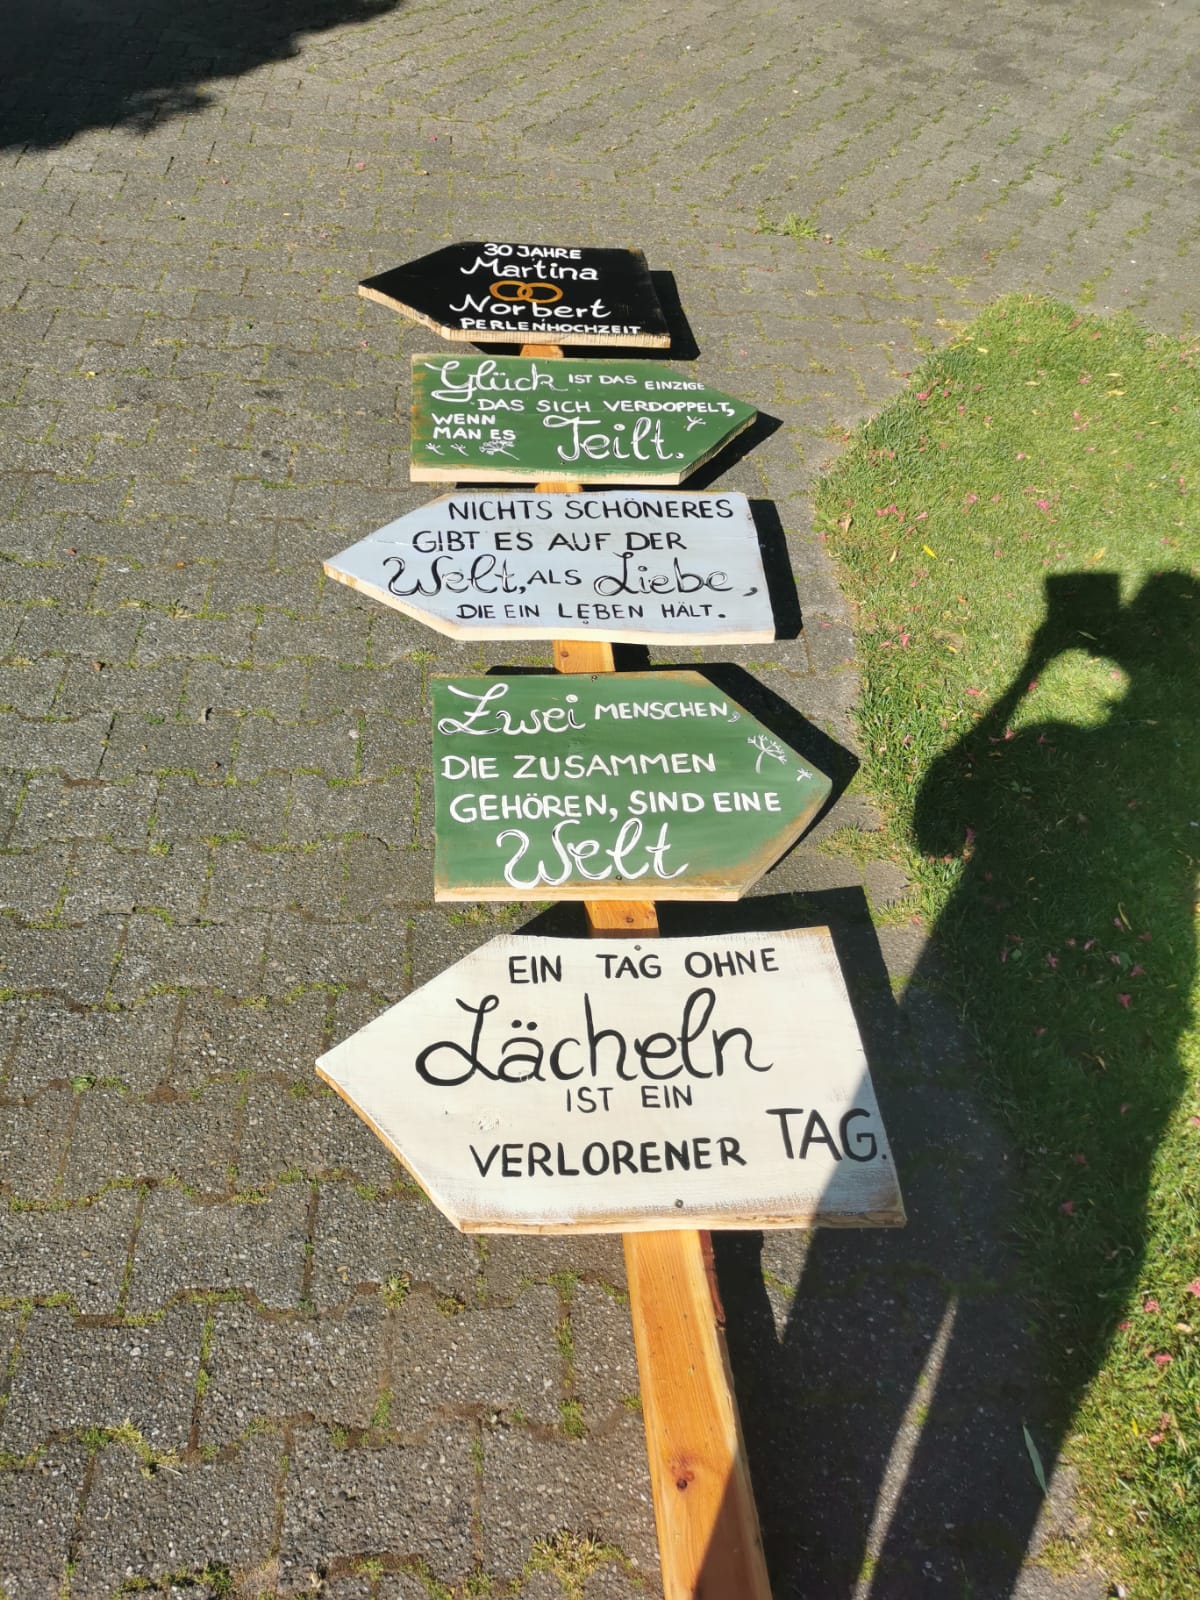 30 JAHRE
Martina
Norbert
PERLENHOCHZEIT
Glück IST DAS EINZIGE
DAS SICH VERDOPPELT,
WENN
MAN ES Teilt.
NICHTS SCHÖNERES
GIBT ES AUF DER
Welt, ALS Liebe,
DIE EIN LEBEN HÄLT.
Zwei MENSCHEN,
DIE ZUSAMMEN
GEHÖREN, SIND EINE
Welt
EIN TAG OHNE
Lächeln
IST EIN
VERLORENER TAG.